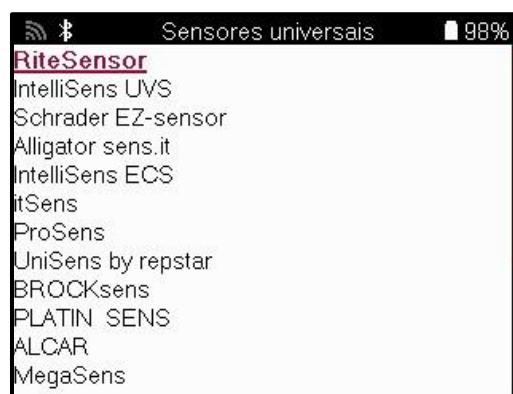 Sensores universais 98%
RiteSensor
IntelliSens UVS
Schrader EZ-sensor
Alligator sens.it
IntelliSens ECS
itSens
ProSens
UniSens by repstar
BROCKsens
PLATIN SENS
ALCAR
MegaSens